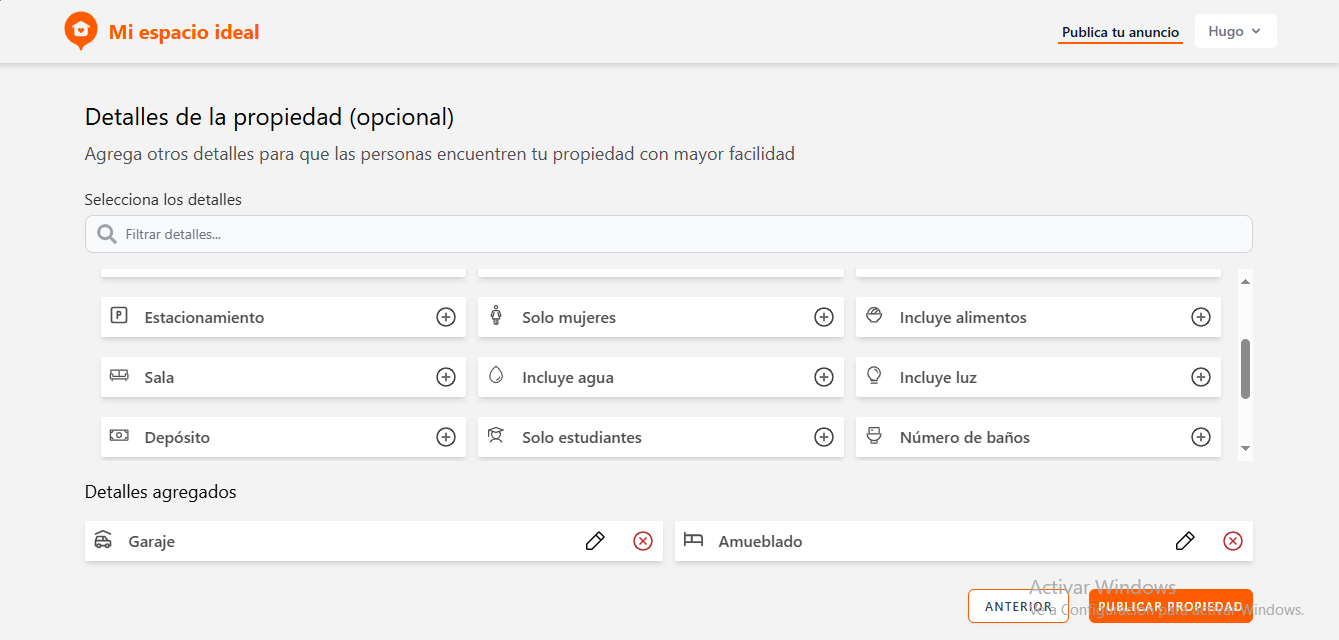 Mi espacio ideal
Publica tu anuncio
Hugo
Detalles de la propiedad (opcional)
Agrega otros detalles para que las personas encuentren tu propiedad con mayor facilidad
Selecciona los detalles
Filtrar detalles...
P Estacionamiento
Solo mujeres
Incluye alimentos
Sala
Incluye agua
Incluye luz
Depósito
Solo estudiantes
Número de baños
Detalles agregados
Garaje
Amueblado
Activar Windows
Ve a Configuración para activar Windows.
ANTERIOR
PUBLICAR PROPIEDAD